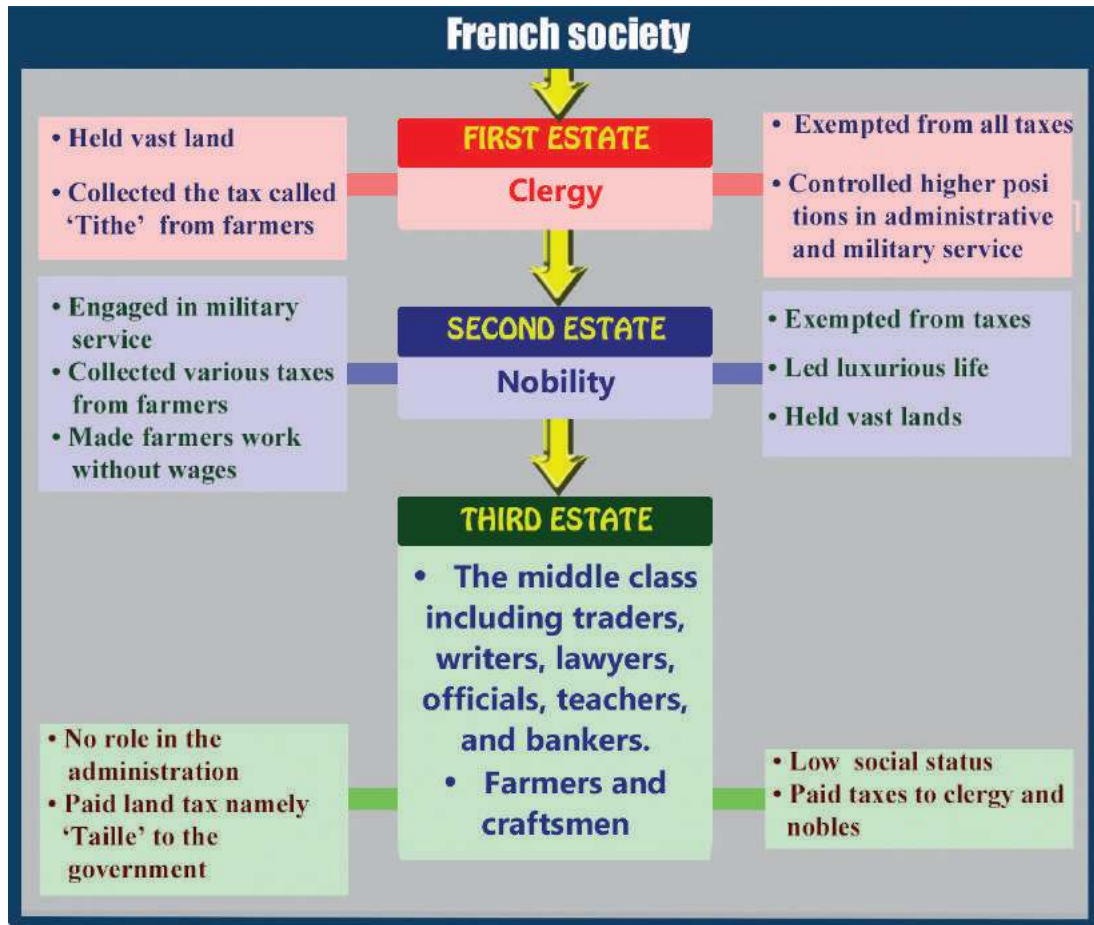 French society
FIRST ESTATE
Clergy
• Held vast land
• Collected the tax called
‘Tithe’ from farmers
• Exempted from all taxes
• Controlled higher posi
tions in administrative
and military service
SECOND ESTATE
Nobility
• Engaged in military
service
• Collected various taxes
from farmers
• Made farmers work
without wages
• Exempted from taxes
• Led luxurious life
• Held vast lands
THIRD ESTATE
• The middle class
including traders,
writers, lawyers,
officials, teachers,
and bankers.
• Farmers and
craftsmen
• No role in the
administration
• Paid land tax namely
‘Taille’ to the
government
• Low social status
• Paid taxes to clergy and
nobles